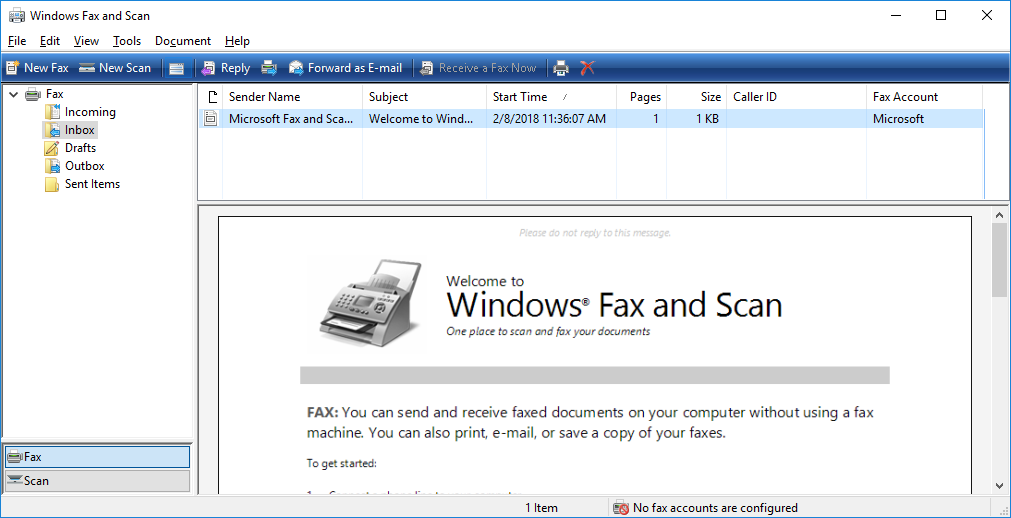 Windows Fax and Scan
File Edit View Tools Document Help
New Fax New Scan Reply Forward as E-mail Receive a Fax Now
Fax
Incoming
Inbox
Drafts
Outbox
Sent Items
Fax
Scan
Sender Name Subject Start Time Pages Size Caller ID Fax Account
Microsoft Fax and Sca... Welcome to Wind... 2/8/2018 11:36:07 AM 1 1 KB Microsoft
Please do not reply to this message.
Welcome to
Windows® Fax and Scan
One place to scan and fax your documents
FAX: You can send and receive faxed documents on your computer without using a fax
machine. You can also print, e-mail, or save a copy of your faxes.
To get started:
1 Item No fax accounts are configured